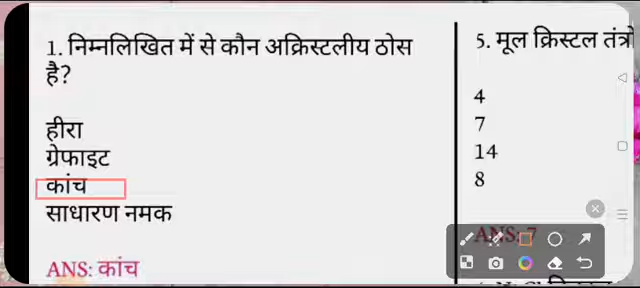 1. निम्नलिखित में से कौन अक्रिस्टलीय ठोस
है?
हीरा
ग्रेफाइट
कांच
साधारण नमक
ANS: कांच
5. मूल क्रिस्टल तंत्रो
4
7
14
8
ANS: 7